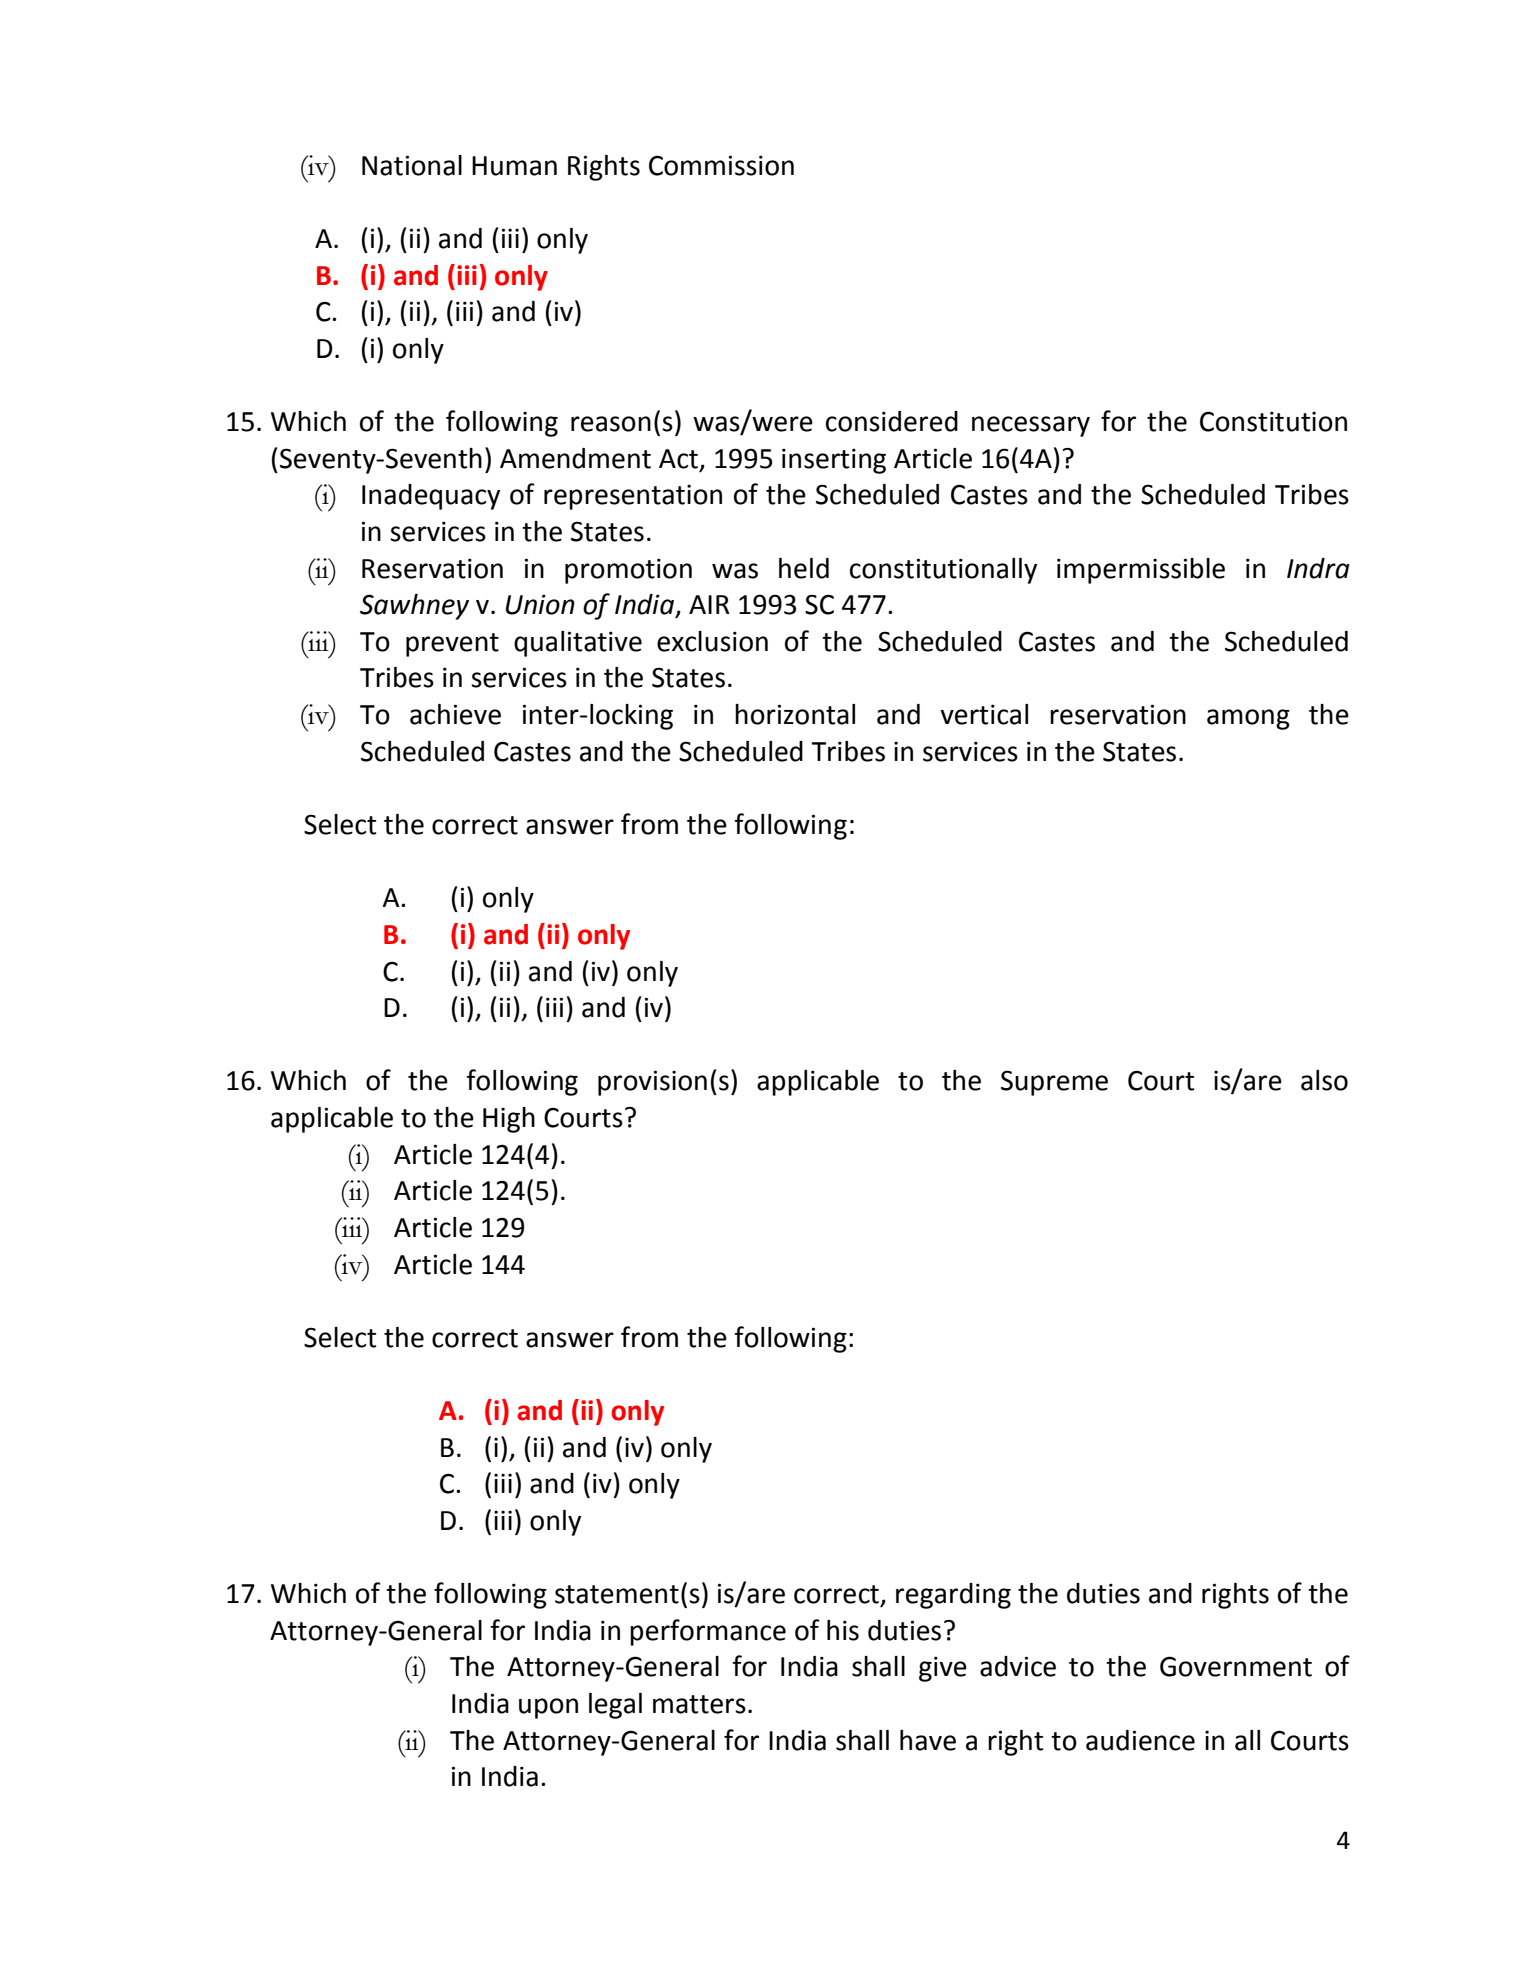 (iv) National Human Rights Commission
A. (i), (ii) and (iii) only
B. (i) and (iii) only
C. (i), (ii), (iii) and (iv)
D. (i) only
15. Which of the following reason(s) was/were considered necessary for the Constitution
(Seventy-Seventh) Amendment Act, 1995 inserting Article 16(4A)?
(i) Inadequacy of representation of the Scheduled Castes and the Scheduled Tribes
in services in the States.
(ii) Reservation in promotion was held constitutionally impermissible in Indra
Sawhney v. Union of India, AIR 1993 SC 477.
(iii) To prevent qualitative exclusion of the Scheduled Castes and the Scheduled
Tribes in services in the States.
(iv) To achieve inter-locking in horizontal and vertical reservation among the
Scheduled Castes and the Scheduled Tribes in services in the States.
Select the correct answer from the following:
A. (i) only
B. (i) and (ii) only
C. (i), (ii) and (iv) only
D. (i), (ii), (iii) and (iv)
16. Which of the following provision(s) applicable to the Supreme Court is/are also
applicable to the High Courts?
(i) Article 124(4).
(ii) Article 124(5).
(iii) Article 129
(iv) Article 144
Select the correct answer from the following:
A. (i) and (ii) only
B. (i), (ii) and (iv) only
C. (iii) and (iv) only
D. (iii) only
17. Which of the following statement(s) is/are correct, regarding the duties and rights of the
Attorney-General for India in performance of his duties?
(i) The Attorney-General for India shall give advice to the Government of
India upon legal matters.
(ii) The Attorney-General for India shall have a right to audience in all Courts
in India.
4